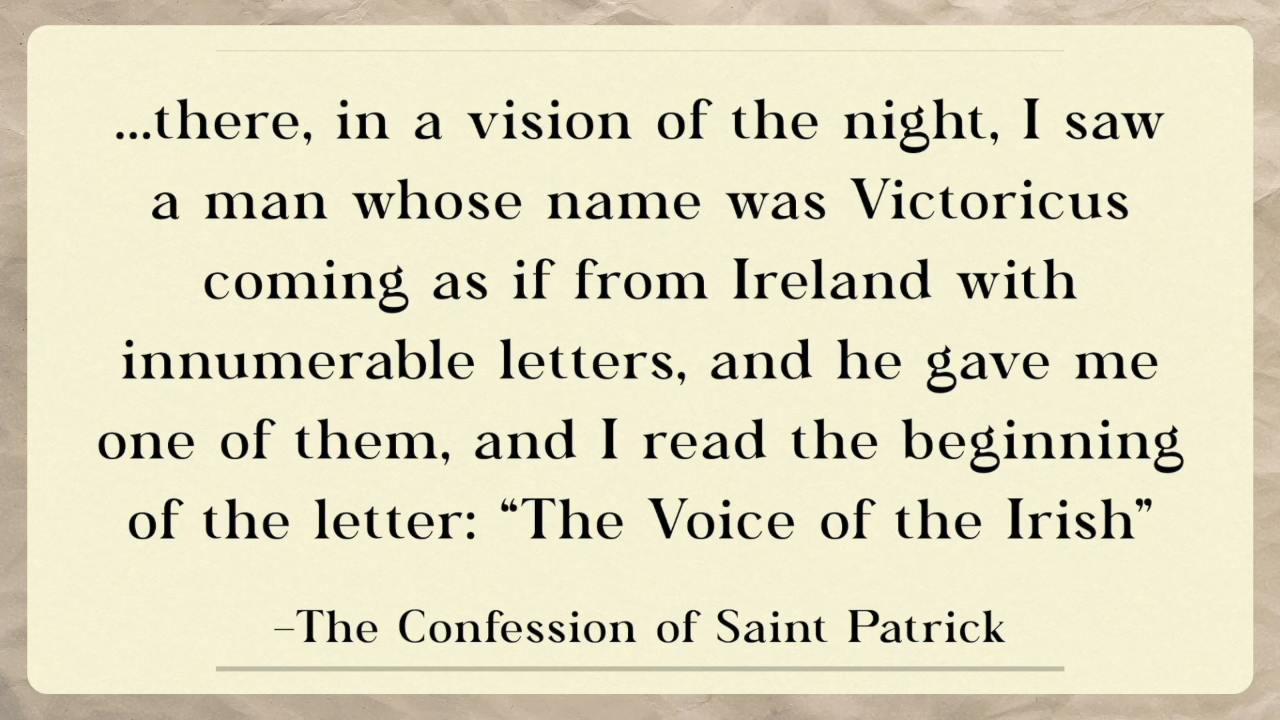 ...there, in a vision of the night, I saw
a man whose name was Victoricus
coming as if from Ireland with
innumerable letters, and he gave me
one of them, and I read the beginning
of the letter: “The Voice of the Irish”
–The Confession of Saint Patrick